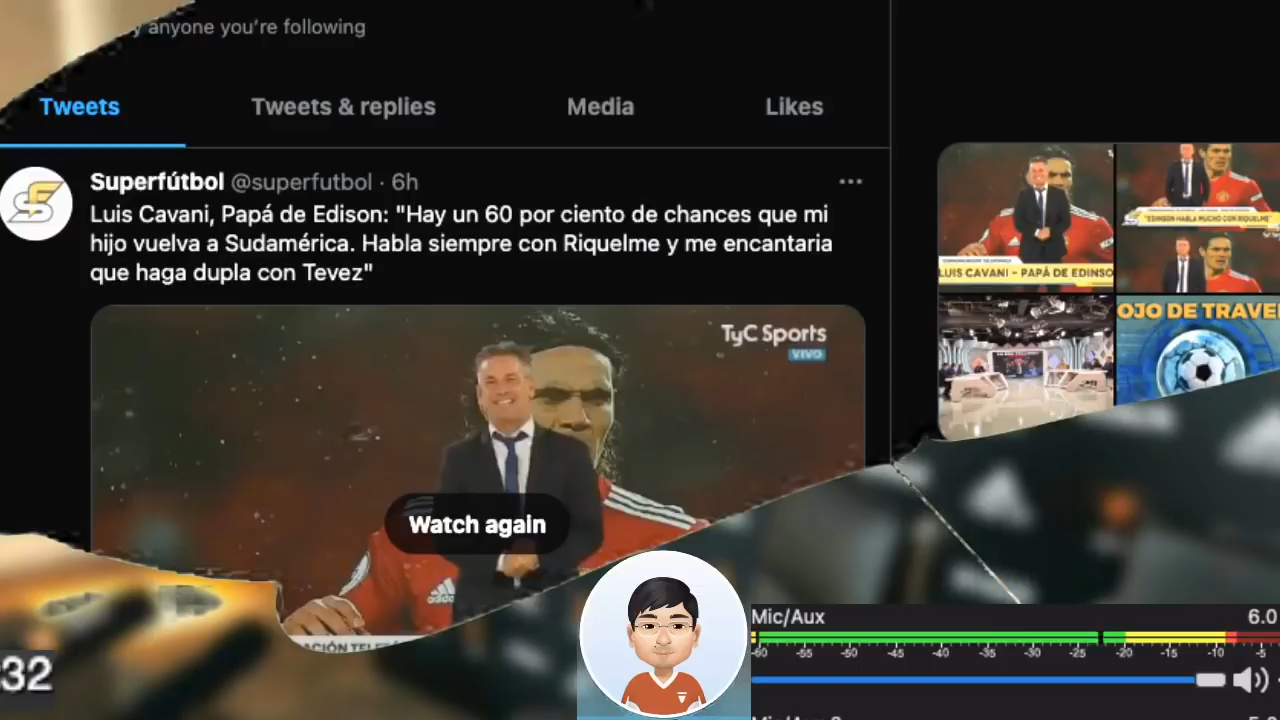 anyone you're following
Tweets
Tweets & replies
Media
Likes
Superfútbol @superfutbol · 6h
Luis Cavani, Papá de Edison: "Hay un 60 por ciento de chances que mi
hijo vuelva a Sudamérica. Habla siempre con Riquelme y me encantaria
que haga dupla con Tevez"
TyC Sports
VIVO
Watch again
LUIS CAVANI - PAPÁ DE EDINSO
"EDINSON HABLA MUCHO CON RIQUELME"
OJO DE TRAVE
:32
Mic/Aux
6.0
-60 -55 -50 -45 -40 -35 -30 -25 -20 -15 -10 -5